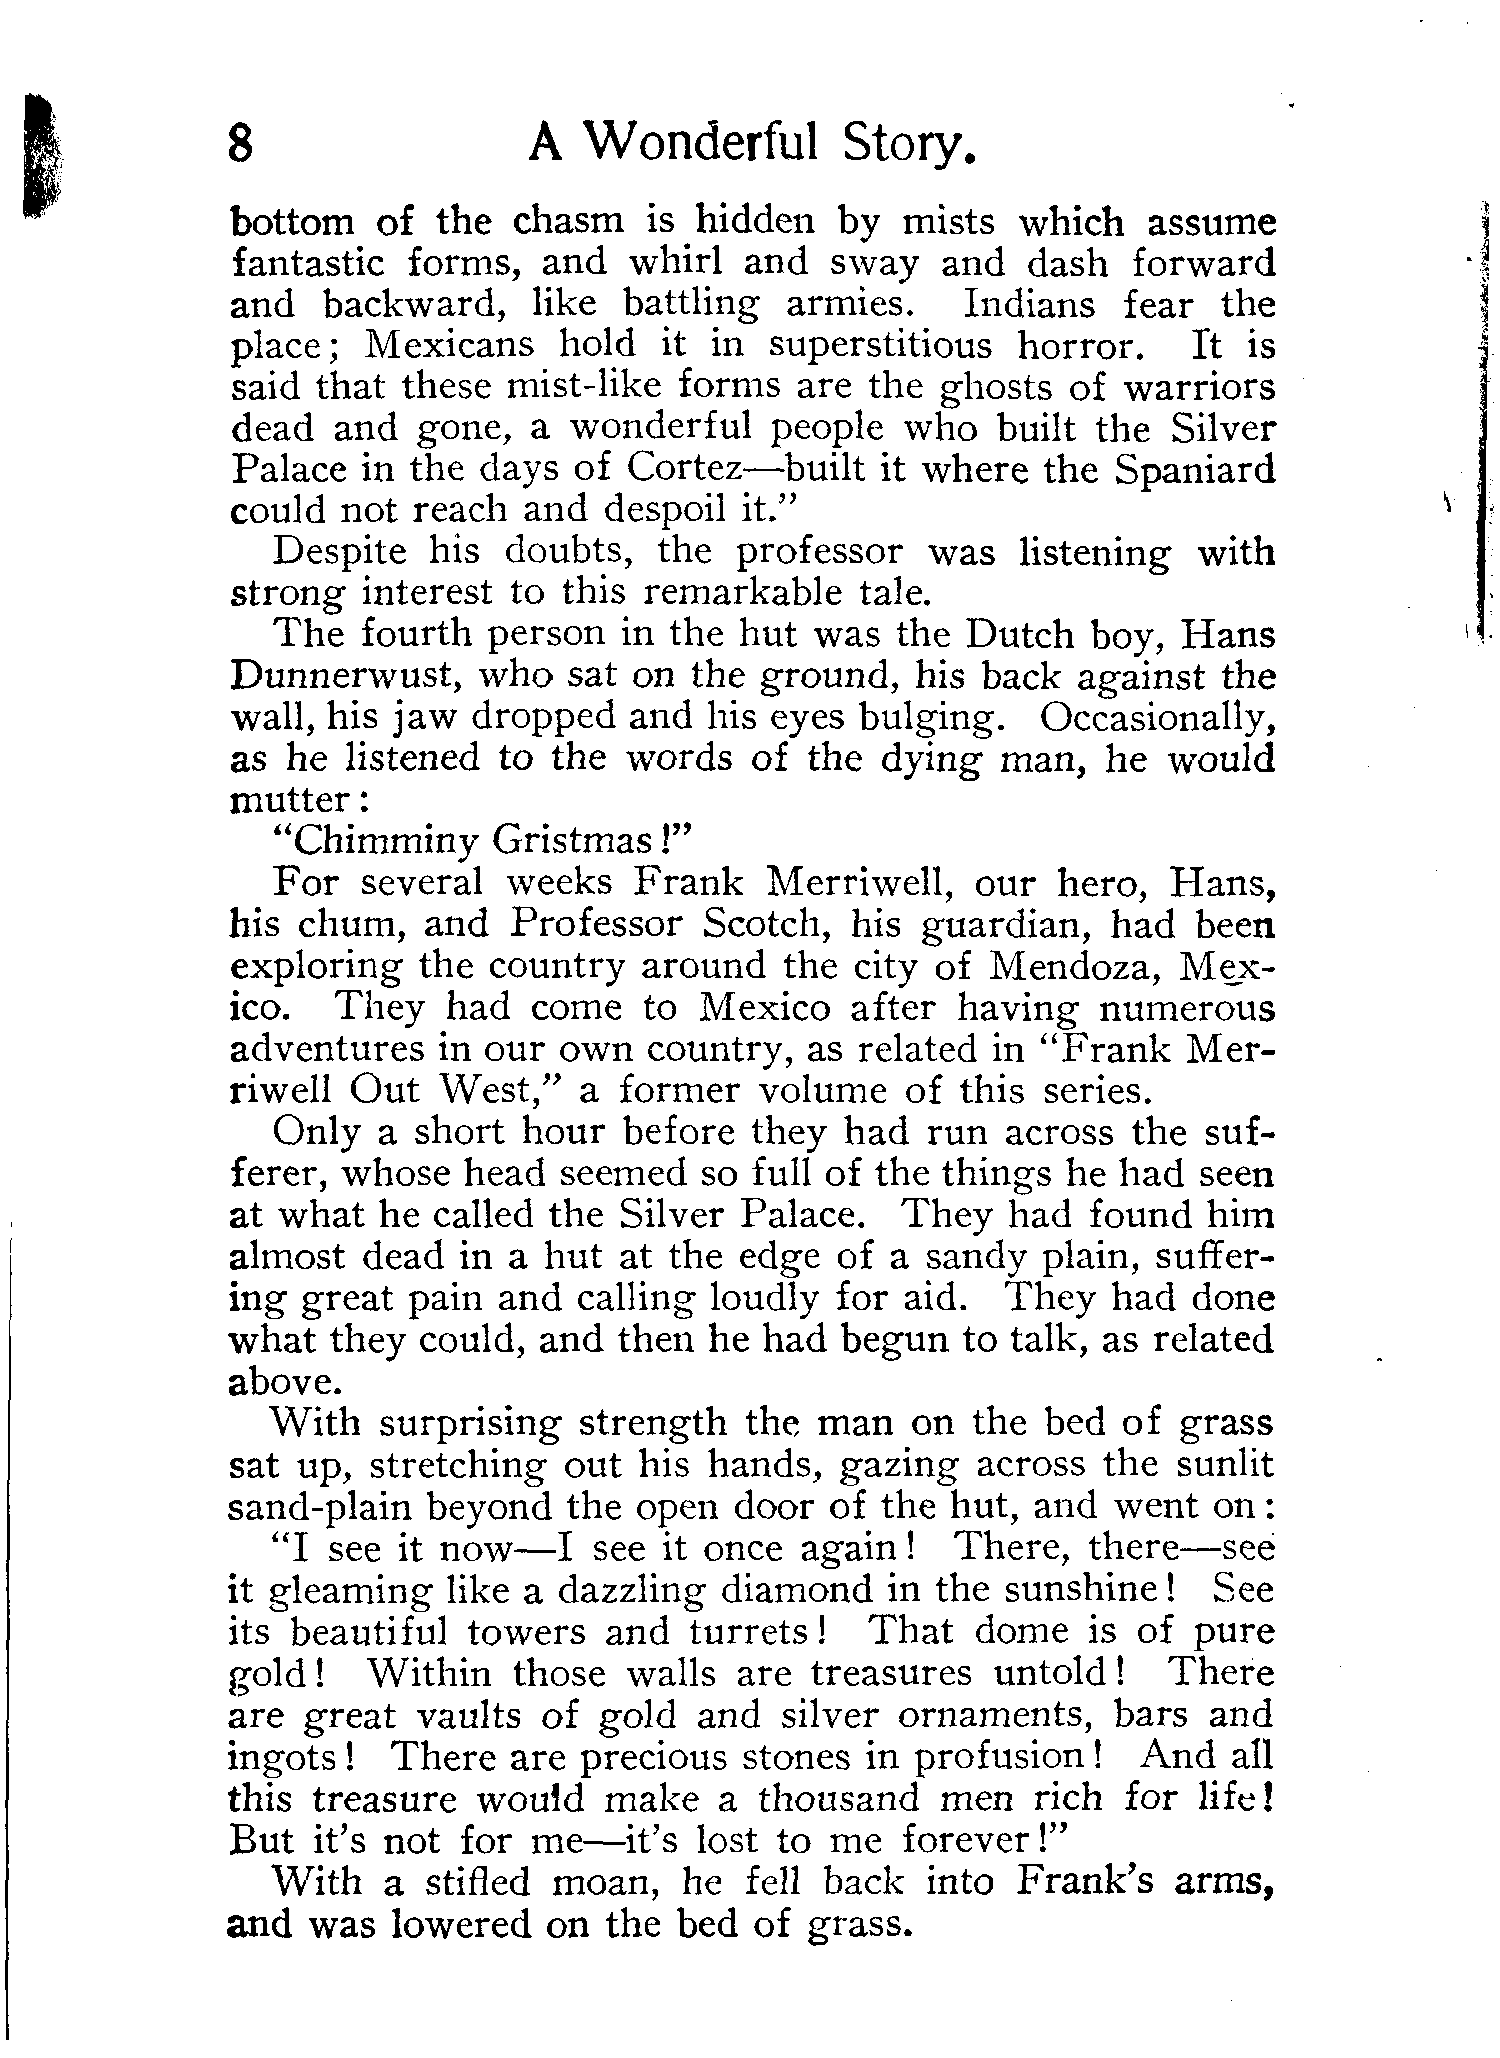 8 A Wonderful Story.
bottom of the chasm is hidden by mists which assume
fantastic forms, and whirl and sway and dash forward
and backward, like battling armies. Indians fear the
place; Mexicans hold it in superstitious horror. It is
said that these mist-like forms are the ghosts of warriors
dead and gone, a wonderful people who built the Silver
Palace in the days of Cortez—built it where the Spaniard
could not reach and despoil it.”
Despite his doubts, the professor was listening with
strong interest to this remarkable tale.
The fourth person in the hut was the Dutch boy, Hans
Dunnerwust, who sat on the ground, his back against the
wall, his jaw dropped and his eyes bulging. Occasionally,
as he listened to the words of the dying man, he would
mutter:
“Chimminy Gristmas!”
For several weeks Frank Merriwell, our hero, Hans,
his chum, and Professor Scotch, his guardian, had been
exploring the country around the city of Mendoza, Mex-
ico. They had come to Mexico after having numerous
adventures in our own country, as related in “Frank Mer-
riwell Out West,” a former volume of this series.
Only a short hour before they had run across the suf-
ferer, whose head seemed so full of the things he had seen
at what he called the Silver Palace. They had found him
almost dead in a hut at the edge of a sandy plain, suffer-
ing great pain and calling loudly for aid. They had done
what they could, and then he had begun to talk, as related
above.
With surprising strength the man on the bed of grass
sat up, stretching out his hands, gazing across the sunlit
sand-plain beyond the open door of the hut, and went on:
“I see it now—I see it once again! There, there—see
it gleaming like a dazzling diamond in the sunshine! See
its beautiful towers and turrets! That dome is of pure
gold! Within those walls are treasures untold! There
are great vaults of gold and silver ornaments, bars and
ingots! There are precious stones in profusion! And all
this treasure would make a thousand men rich for life!
But it’s not for me—it’s lost to me forever!”
With a stifled moan, he fell back into Frank’s arms,
and was lowered on the bed of grass.